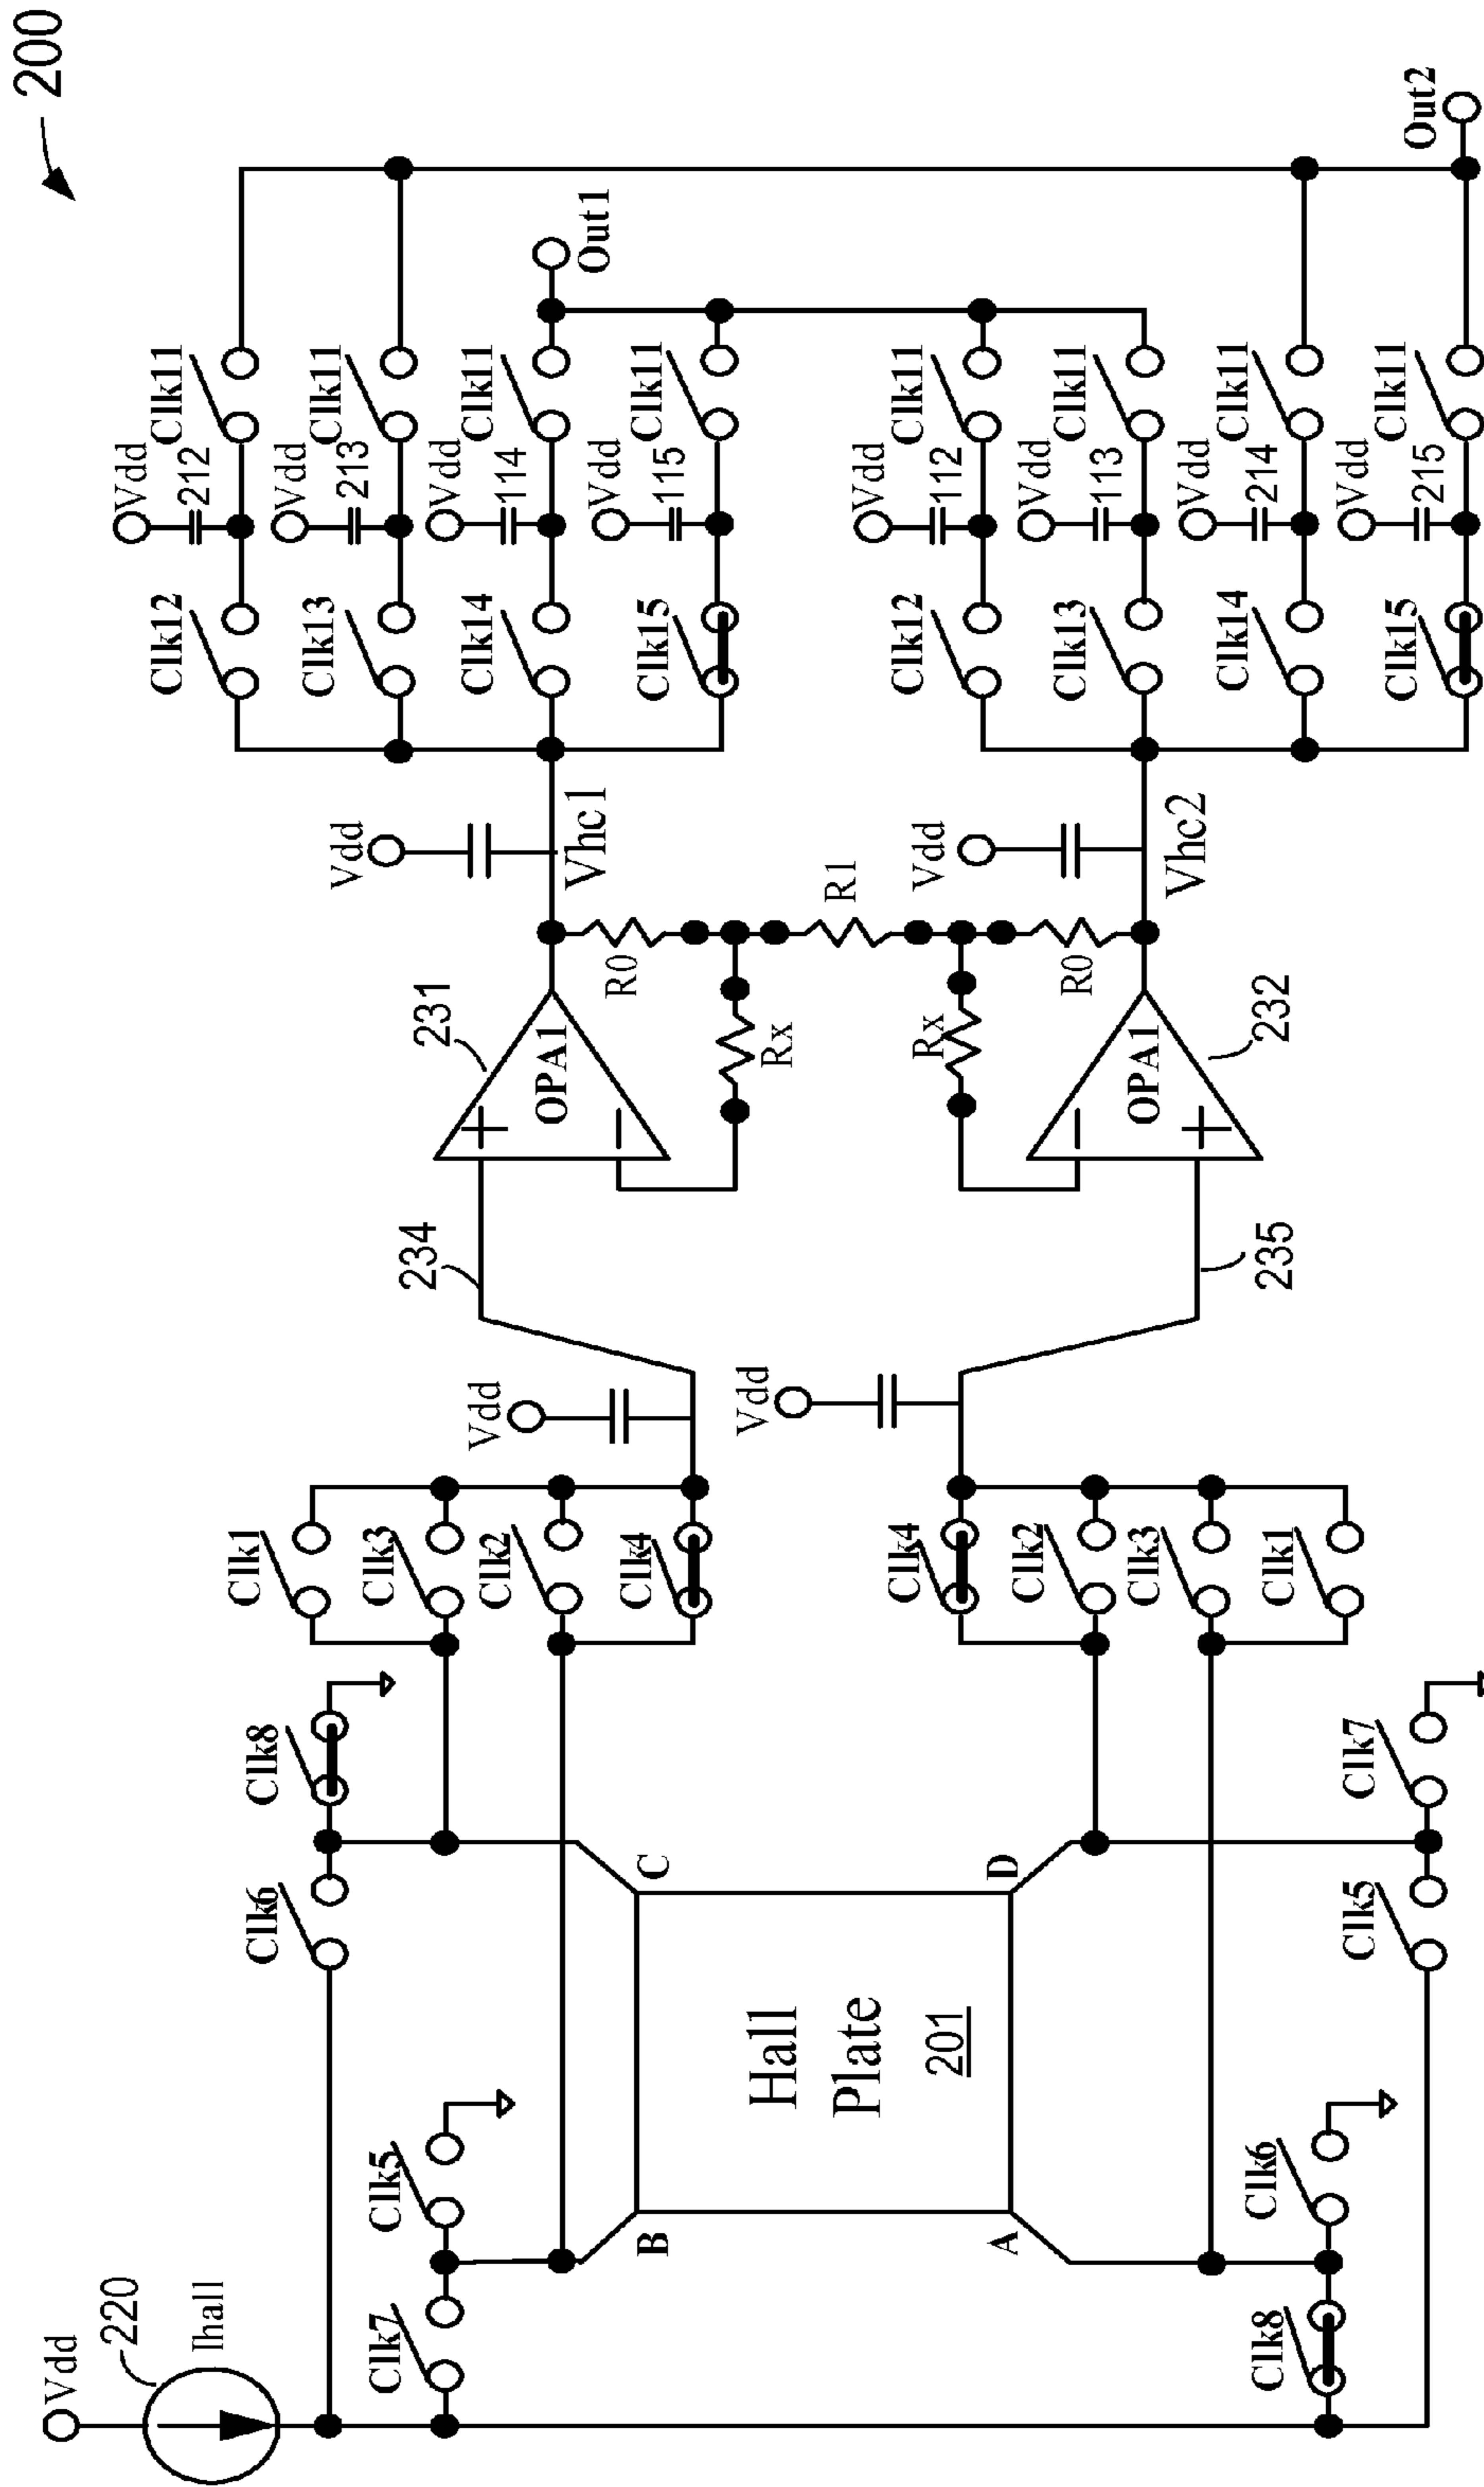 200
Vdd
220
Ihall
Clk7
Clk5
Clk6
Clk8
B
C
A
D
Hall
Plate
201
Clk8
Clk6
Clk5
Clk7
Clk1
Clk3
Clk2
Clk4
Clk4
Clk2
Clk3
Clk1
Vdd
Vdd
234
235
231
OPA1
+
−
Rx
R0
R1
Rx
R0
OPA1
−
+
232
Vdd
Vhc1
Vdd
Vhc2
Clk12
Vdd
212
Clk11
Clk13
Vdd
213
Clk11
Clk14
Vdd
114
Clk11
Clk15
Vdd
115
Clk11
Out1
Clk12
Vdd
112
Clk11
Clk13
Vdd
113
Clk11
Clk14
Vdd
214
Clk11
Clk15
Vdd
215
Clk11
Out2